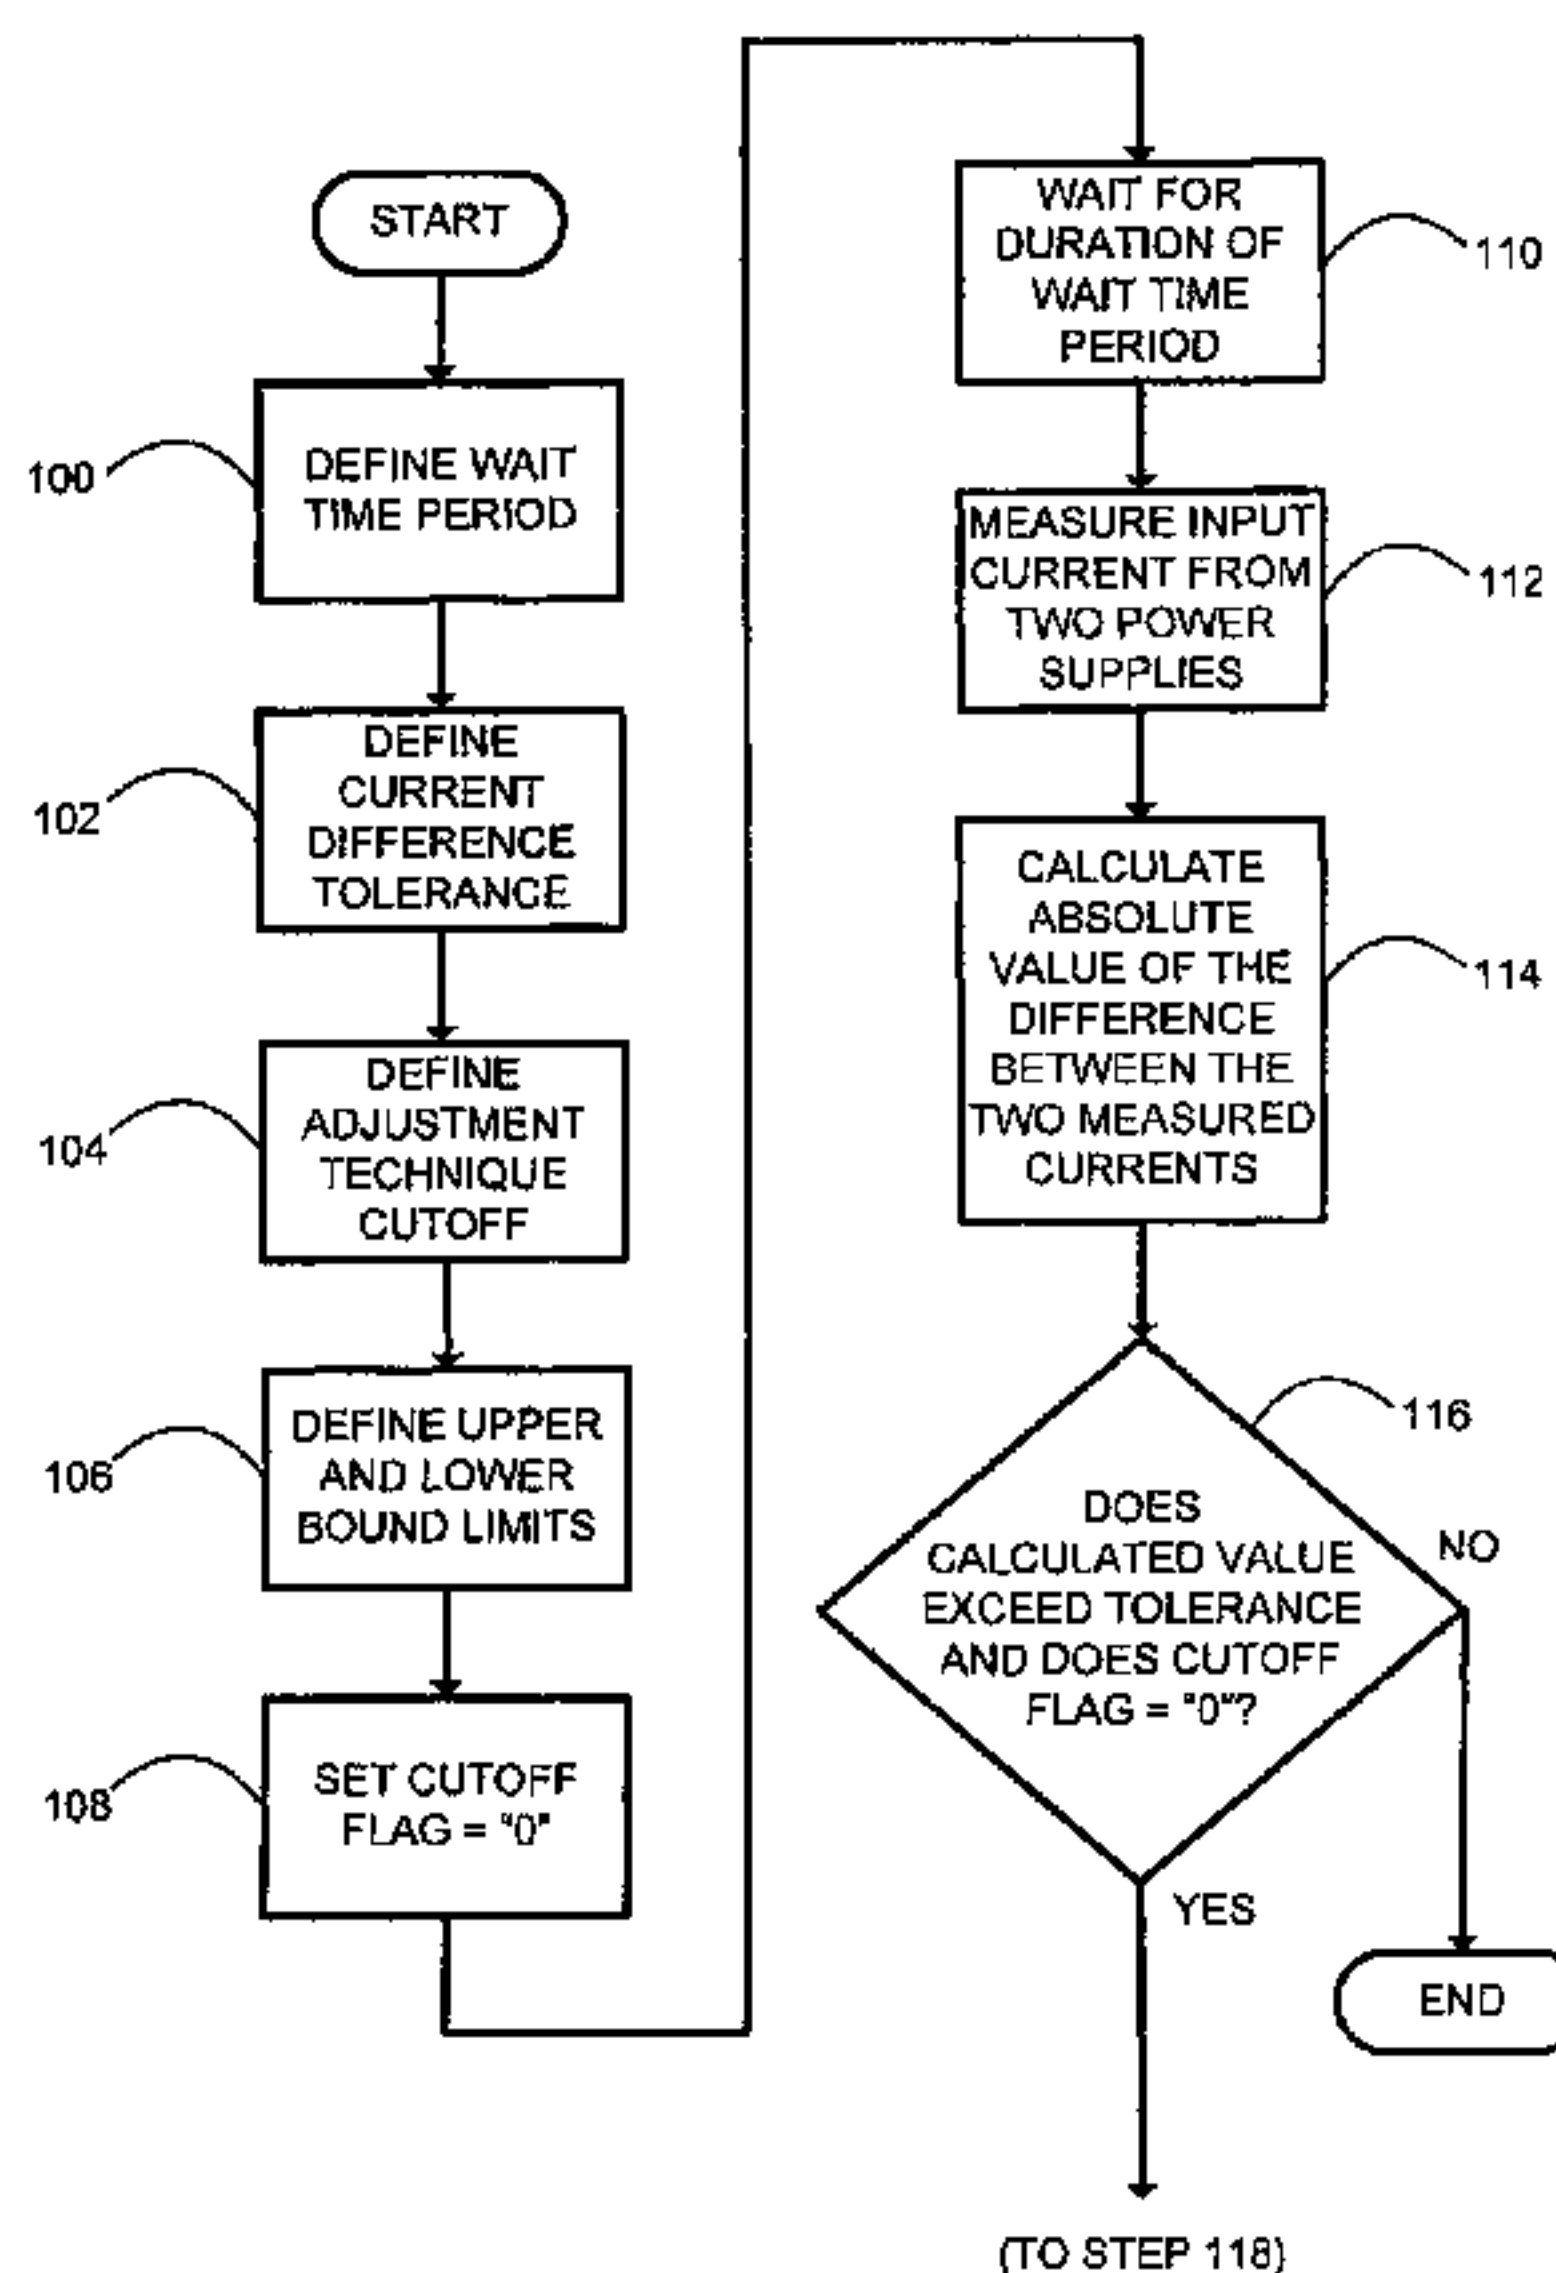 START
100
DEFINE WAIT
TIME PERIOD
102
DEFINE
CURRENT
DIFFERENCE
TOLERANCE
104
DEFINE
ADJUSTMENT
TECHNIQUE
CUTOFF
106
DEFINE UPPER
AND LOWER
BOUND LIMITS
108
SET CUTOFF
FLAG = "0"
WAIT FOR
DURATION OF
WAIT TIME
PERIOD
110
MEASURE INPUT
CURRENT FROM
TWO POWER
SUPPLIES
112
CALCULATE
ABSOLUTE
VALUE OF THE
DIFFERENCE
BETWEEN THE
TWO MEASURED
CURRENTS
114
116
DOES
CALCULATED VALUE
EXCEED TOLERANCE
AND DOES CUTOFF
FLAG = "0"?
NO
YES
END
(TO STEP 118)